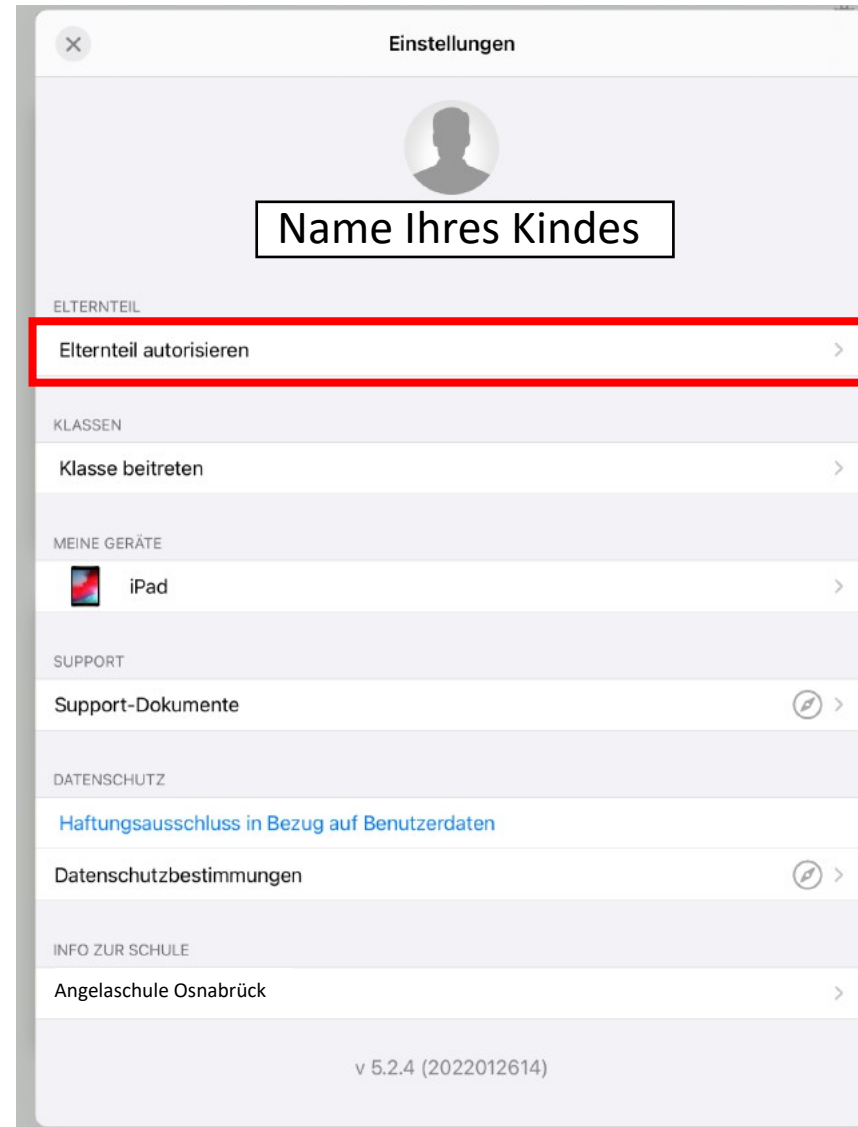 Einstellungen
Name Ihres Kindes
ELTERNTEIL
Elternteil autorisieren
KLASSEN
Klasse beitreten
MEINE GERÄTE
iPad
SUPPORT
Support-Dokumente
DATENSCHUTZ
Haftungsausschluss in Bezug auf Benutzerdaten
Datenschutzbestimmungen
INFO ZUR SCHULE
Angelaschule Osnabrück
v 5.2.4 (2022012614)